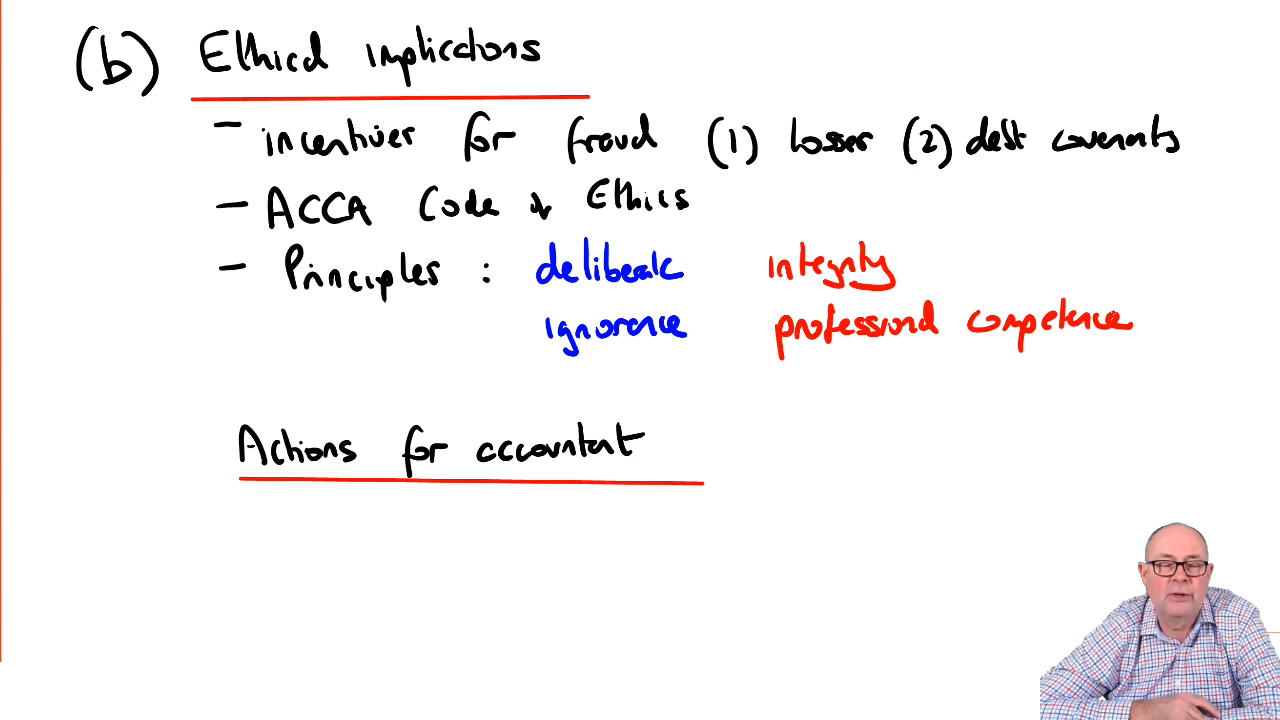 (b) Ethical implications
- incentives for fraud (1) losses (2) debt covenants
- ACCA Code of Ethics
- Principles : deliberate integrity
ignorance professional competence
Actions for accountant